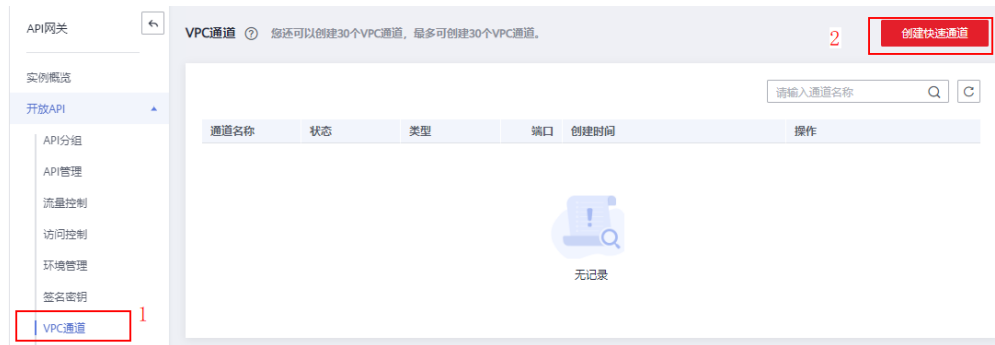 API网关
VPC通道 您还可以创建30个VPC通道，最多可创建30个VPC通道。
2
创建快速通道
实例概览
请输入通道名称
开放API
通道名称 状态 类型 端口 创建时间 操作
API分组
API管理
流量控制
访问控制
环境管理
无记录
签名密钥
VPC通道
1